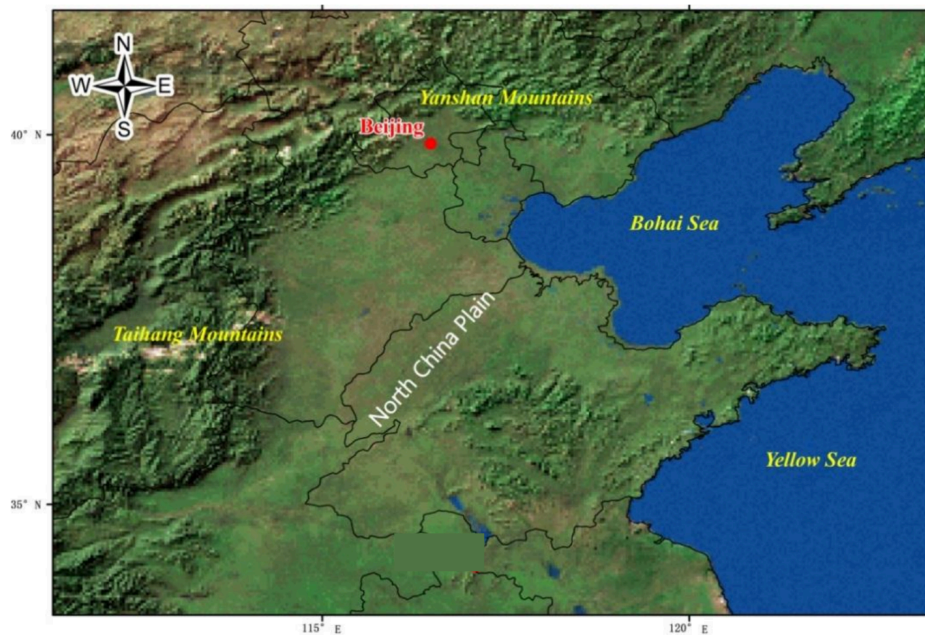 N
W E
S
Yanshan Mountains
40° N
Beijing
Bohai Sea
Taihang Mountains
North China Plain
Yellow Sea
35° N
115° E
120° E